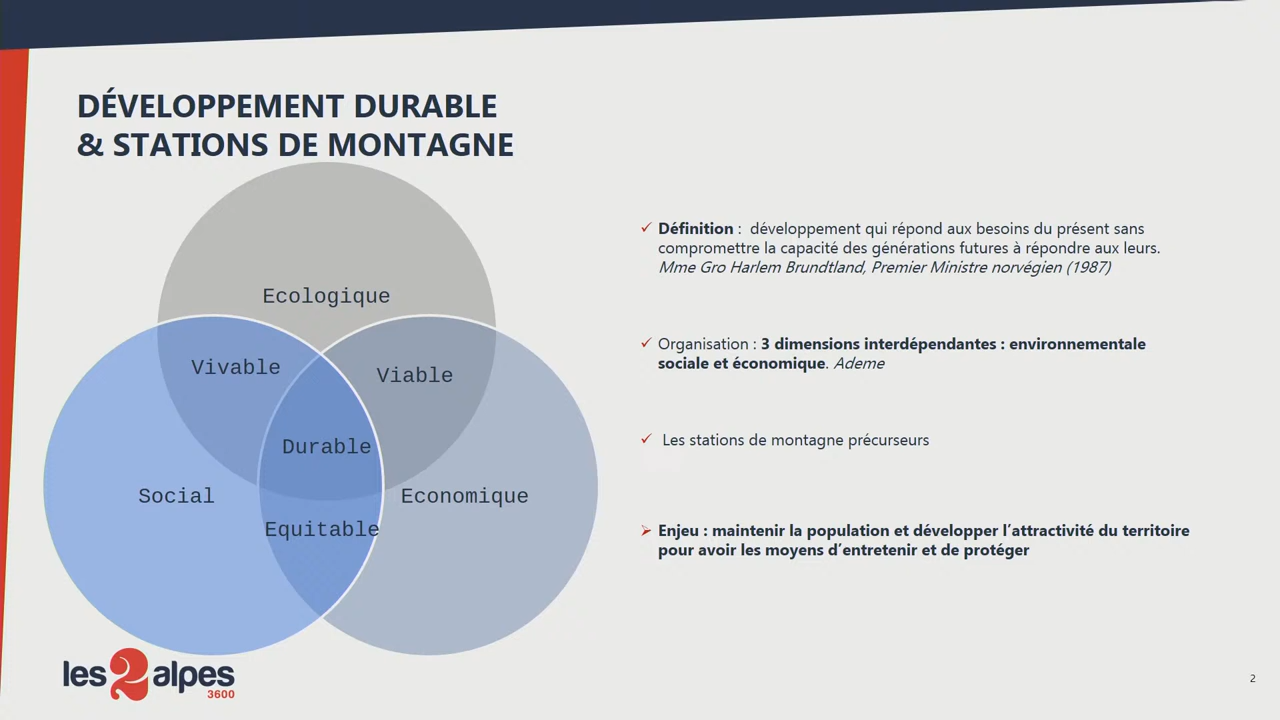 DÉVELOPPEMENT DURABLE
& STATIONS DE MONTAGNE
Ecologique
Vivable
Viable
Durable
Social
Economique
Equitable
Définition : développement qui répond aux besoins du présent sans
compromettre la capacité des générations futures à répondre aux leurs.
Mme Gro Harlem Brundtland, Premier Ministre norvégien (1987)
Organisation : 3 dimensions interdépendantes : environnementale
sociale et économique. Ademe
Les stations de montagne précurseurs
Enjeu : maintenir la population et développer l’attractivité du territoire
pour avoir les moyens d’entretenir et de protéger
les 2 alpes
3600
2